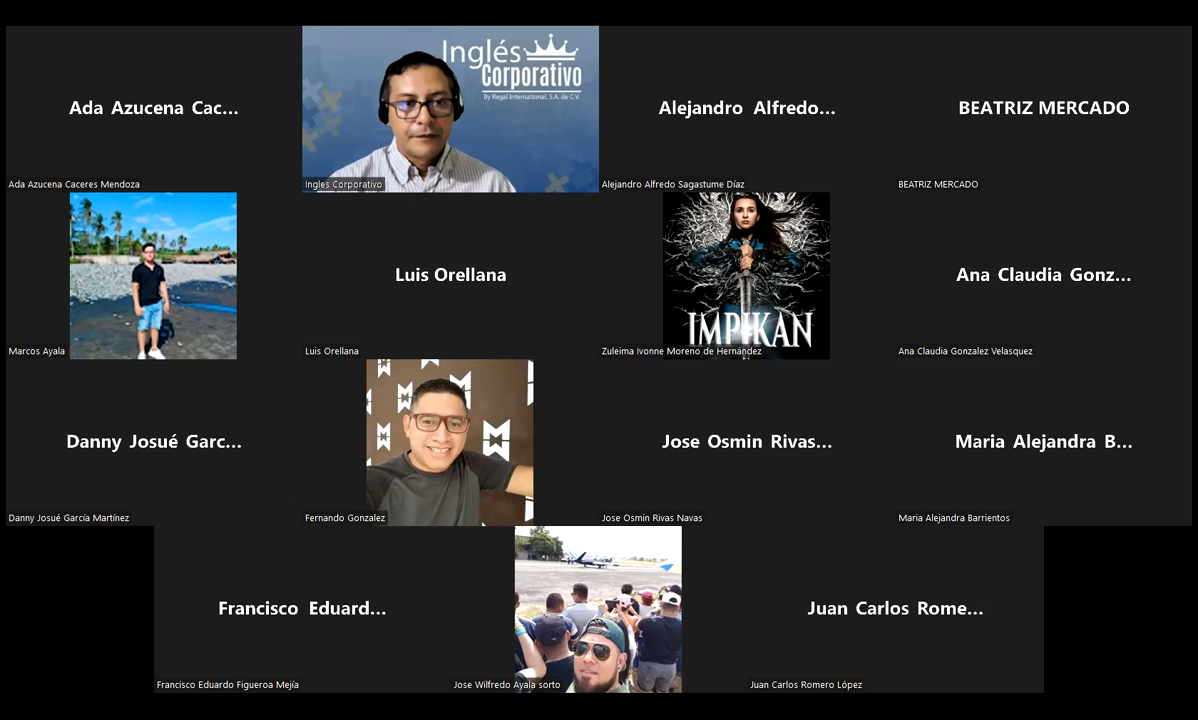 Ada Azucena Cac...
Ada Azucena Caceres Mendoza
Inglés
Corporativo
By Regal International, S.A. de C.V.
Ingles Corporativo
Alejandro Alfredo...
Alejandro Alfredo Sagastume Díaz
BEATRIZ MERCADO
BEATRIZ MERCADO
Marcos Ayala
Luis Orellana
Luis Orellana
IMPIKAN
Zuleima Ivonne Moreno de Hernández
Ana Claudia Gonz...
Ana Claudia Gonzalez Velasquez
Danny Josué Garc...
Danny Josué García Martínez
Fernando Gonzalez
Jose Osmin Rivas...
Jose Osmin Rivas Navas
Maria Alejandra B...
Maria Alejandra Barrientos
Francisco Eduard...
Francisco Eduardo Figueroa Mejía
Jose Wilfredo Ayala sorto
Juan Carlos Rome...
Juan Carlos Romero López